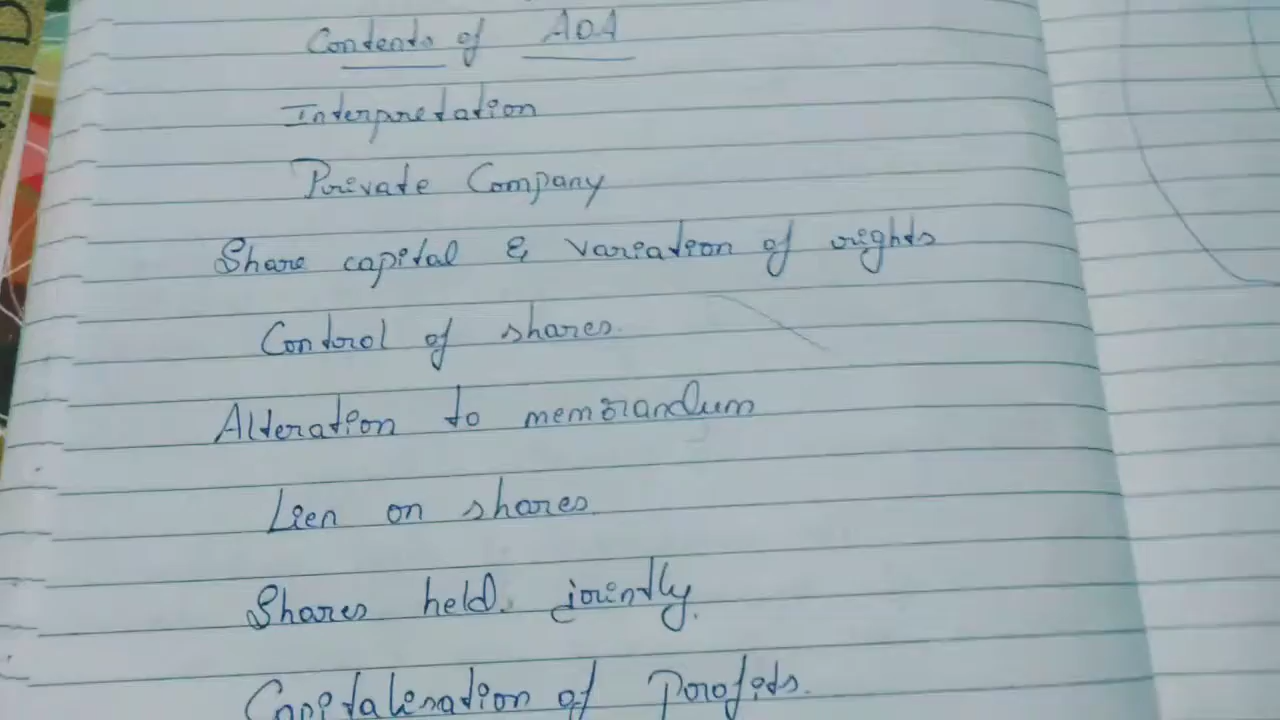 Contents of AOA
Interpretation
Private Company
Share capital & variation of rights
Control of shares.
Alteration to memorandum
Lien on shares
Shares held jointly.
Capitalisation of Profits.